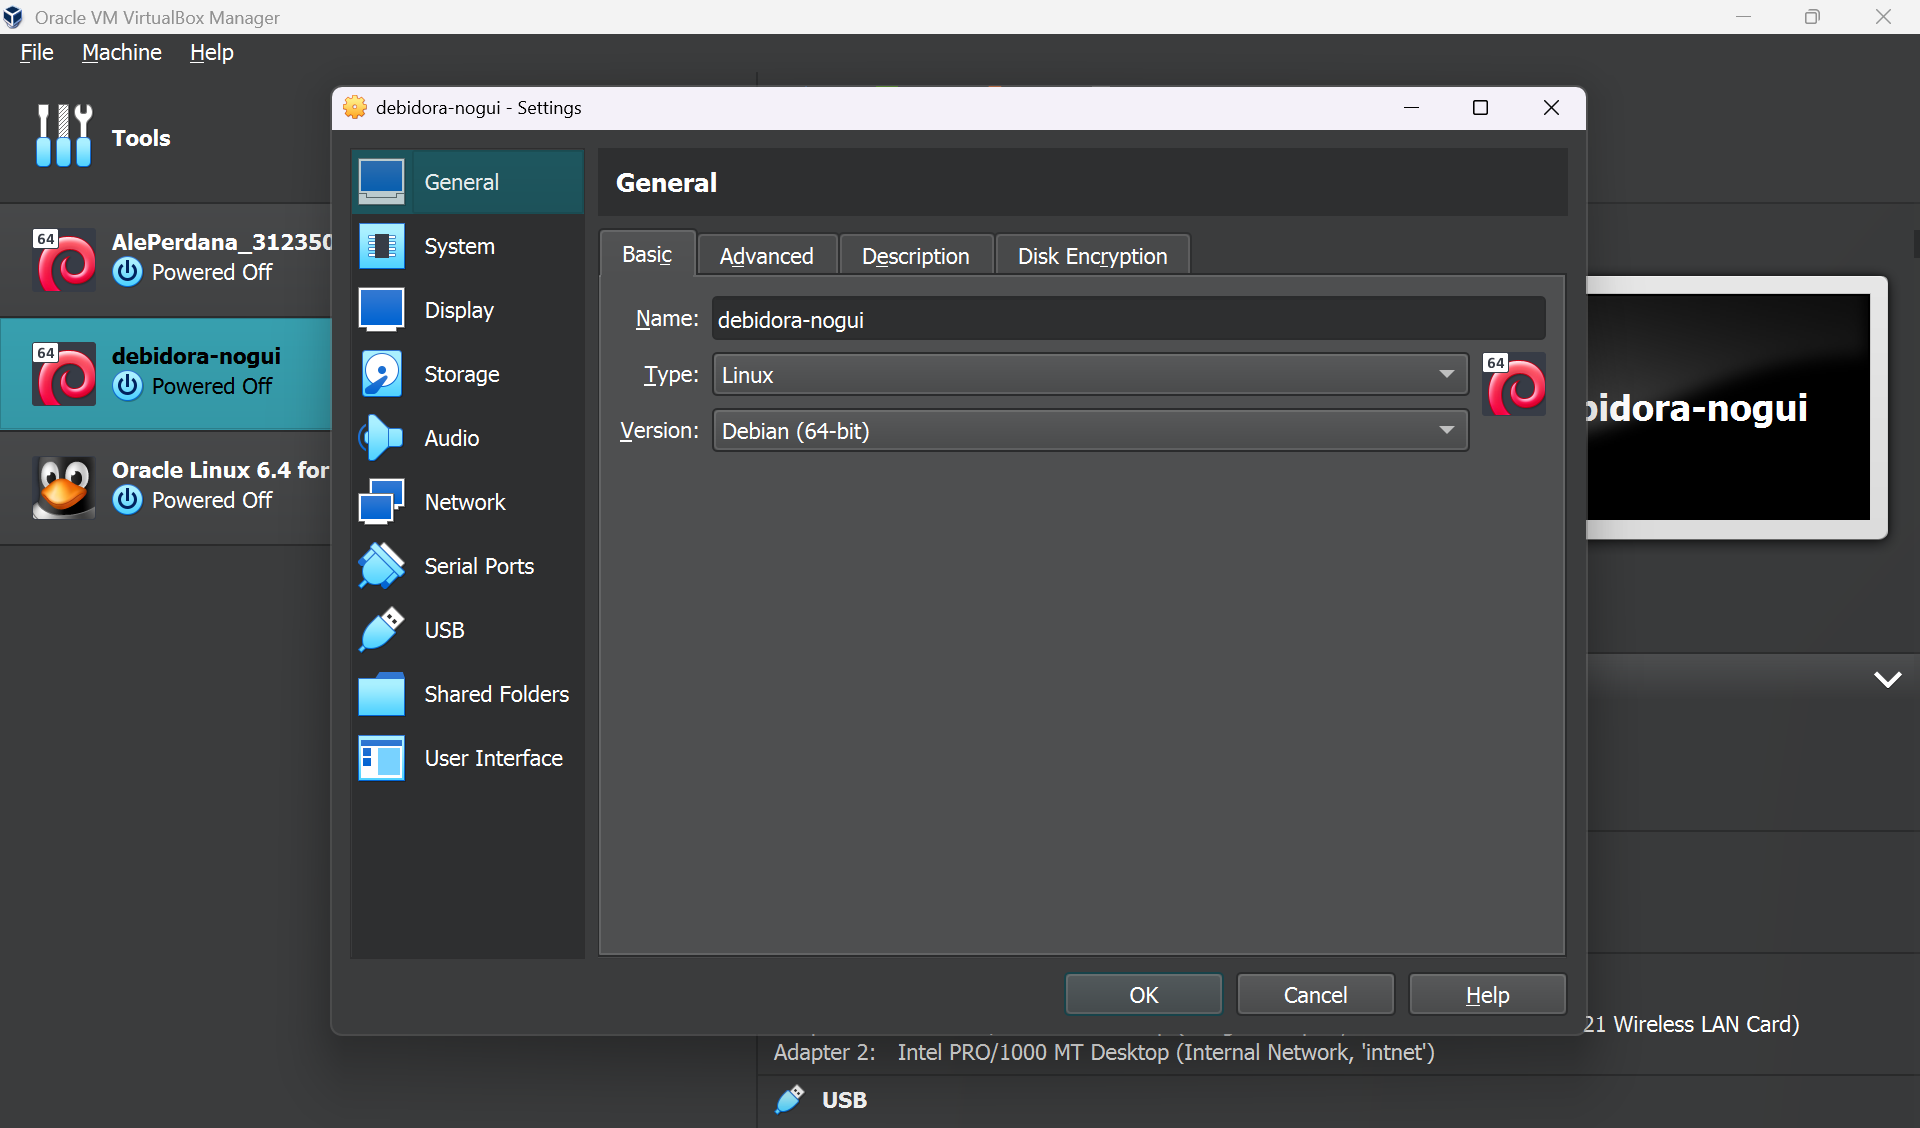 Oracle VM VirtualBox Manager
File Machine Help
Tools
64 AlePerdana_312350
Powered Off
64 debidora-nogui
Powered Off
Oracle Linux 6.4 for
Powered Off
debidora-nogui - Settings
General
System
Display
Storage
Audio
Network
Serial Ports
USB
Shared Folders
User Interface
General
Basic Advanced Description Disk Encryption
Name: debidora-nogui
Type: Linux 64
Version: Debian (64-bit)
OK Cancel Help
bidora-nogui
21 Wireless LAN Card)
Adapter 2: Intel PRO/1000 MT Desktop (Internal Network, 'intnet')
USB